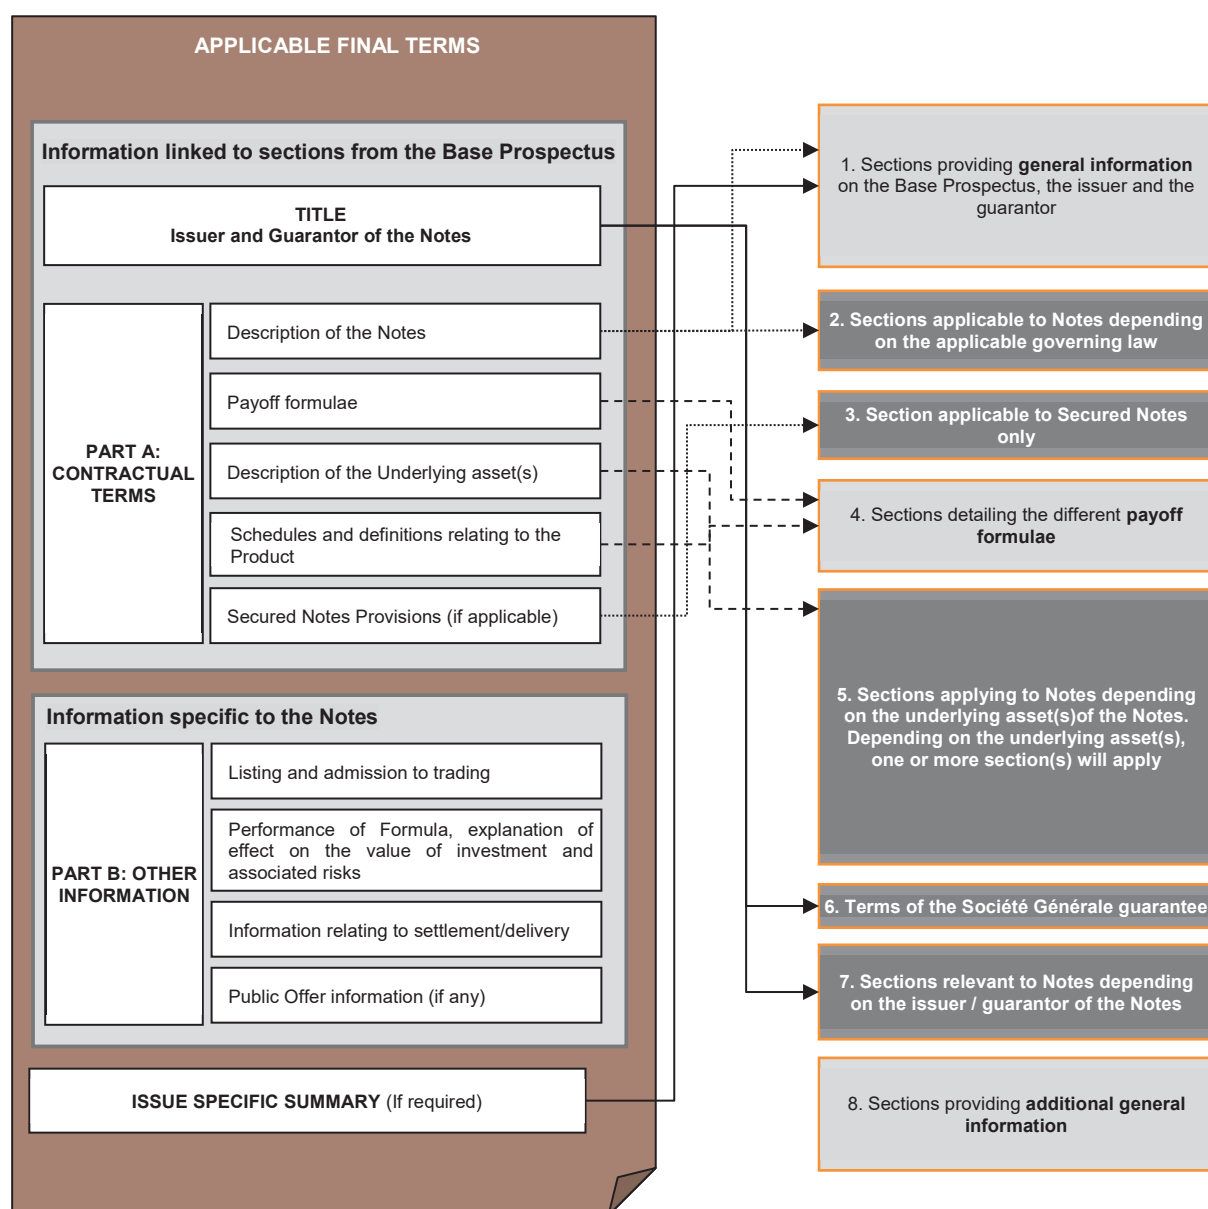 APPLICABLE FINAL TERMS
Information linked to sections from the Base Prospectus
TITLE
Issuer and Guarantor of the Notes
PART A:
CONTRACTUAL
TERMS
Description of the Notes
Payoff formulae
Description of the Underlying asset(s)
Schedules and definitions relating to the
Product
Secured Notes Provisions (if applicable)
Information specific to the Notes
PART B: OTHER
INFORMATION
Listing and admission to trading
Performance of Formula, explanation of
effect on the value of investment and
associated risks
Information relating to settlement/delivery
Public Offer information (if any)
ISSUE SPECIFIC SUMMARY (If required)
1. Sections providing general information
on the Base Prospectus, the issuer and the
guarantor
2. Sections applicable to Notes depending
on the applicable governing law
3. Section applicable to Secured Notes
only
4. Sections detailing the different payoff
formulae
5. Sections applying to Notes depending
on the underlying asset(s)of the Notes.
Depending on the underlying asset(s),
one or more section(s) will apply
6. Terms of the Société Générale guarantee
7. Sections relevant to Notes depending
on the issuer / guarantor of the Notes
8. Sections providing additional general
information